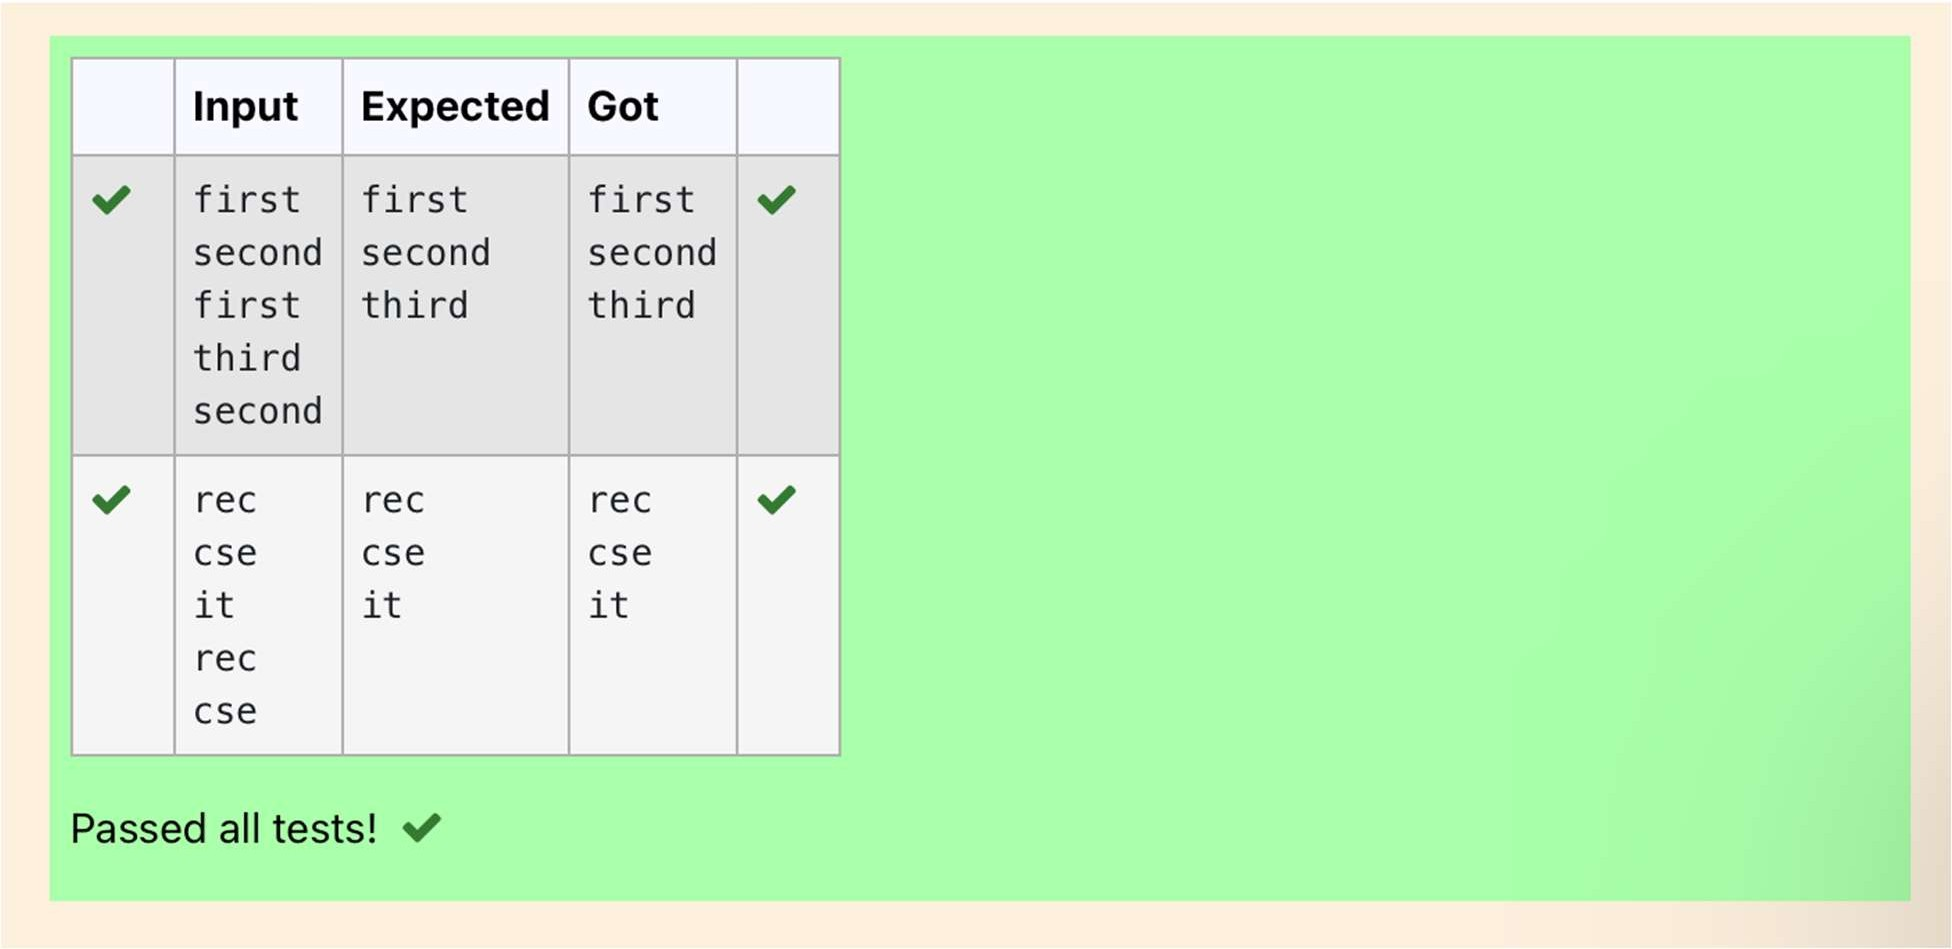 Input Expected Got
first first first
second second second
first third third
third
second
rec rec rec
cse cse cse
it it it
rec
cse
Passed all tests!